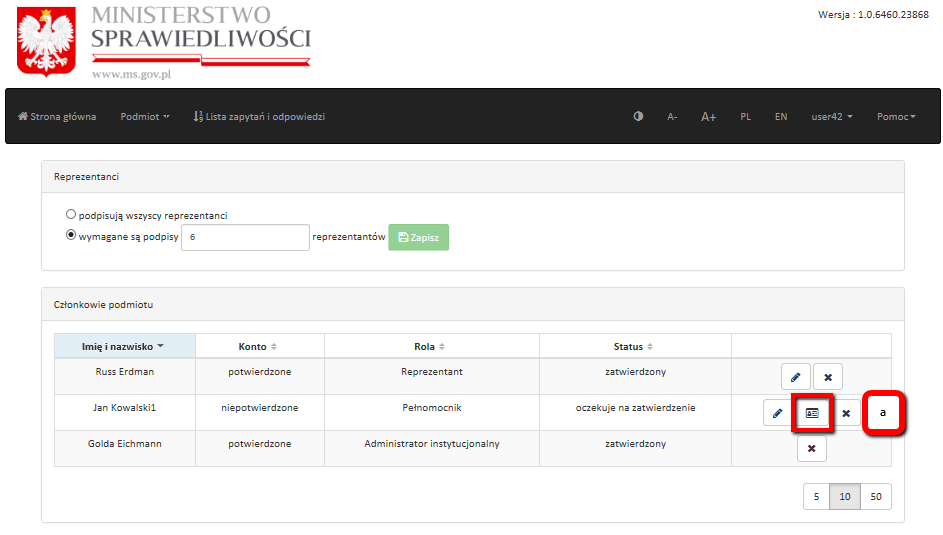 MINISTERSTWO
SPRAWIEDLIWOŚCI
www.ms.gov.pl
Wersja : 1.0.6460.23868
Strona główna Podmiot Lista zapytań i odpowiedzi A- A+ PL EN user42 Pomoc
Reprezentanci
podpisują wszyscy reprezentanci
wymagane są podpisy 6 reprezentantów Zapisz
Członkowie podmiotu
Imię i nazwisko Konto Rola Status
Russ Erdman potwierdzone Reprezentant zatwierdzony
Jan Kowalski1 niepotwierdzone Pełnomocnik oczekuje na zatwierdzenie a
Golda Eichmann potwierdzone Administrator instytucjonalny zatwierdzony
5 10 50